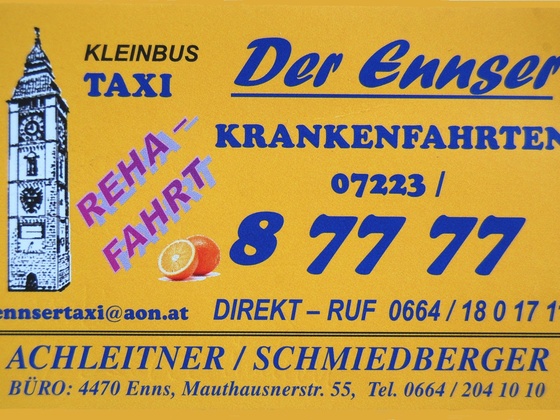 KLEINBUS
TAXI
Der Ennser
KRANKENFAHRTEN
REHA –
FAHRT
07223 /
8 77 77
ennsertaxi@aon.at
DIREKT – RUF 0664 / 18 0 17 1
ACHLEITNER / SCHMIEDBERGER
BÜRO: 4470 Enns, Mauthausnerstr. 55, Tel. 0664 / 204 10 10